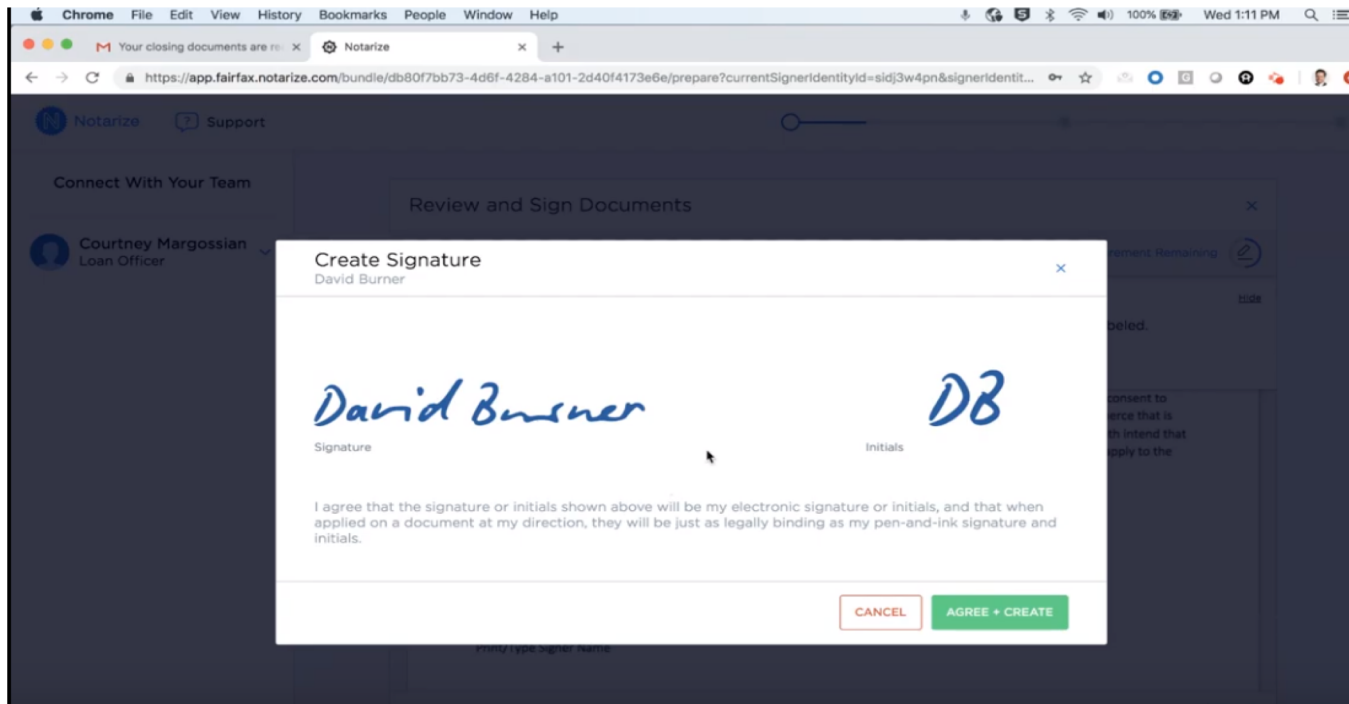 Chrome File Edit View History Bookmarks People Window Help 100% Wed 1:11 PM
Your closing documents are re Notarize
https://app.fairfax.notarize.com/bundle/db80f7bb73-4d6f-4284-a101-2d40f4173e6e/prepare?currentSignerIdentityId=sidj3w4pn&signerIdentit...
Notarize Support
Connect With Your Team
Review and Sign Documents
Courtney Margossian
Loan Officer
Remaining
Hide
Create Signature
David Burner
beled.
consent to
erce that is
th intend that
apply to the
David Burner DB
Signature Initials
I agree that the signature or initials shown above will be my electronic signature or initials, and that when
applied on a document at my direction, they will be just as legally binding as my pen-and-ink signature and
initials.
CANCEL AGREE + CREATE
Print/Type Signer Name